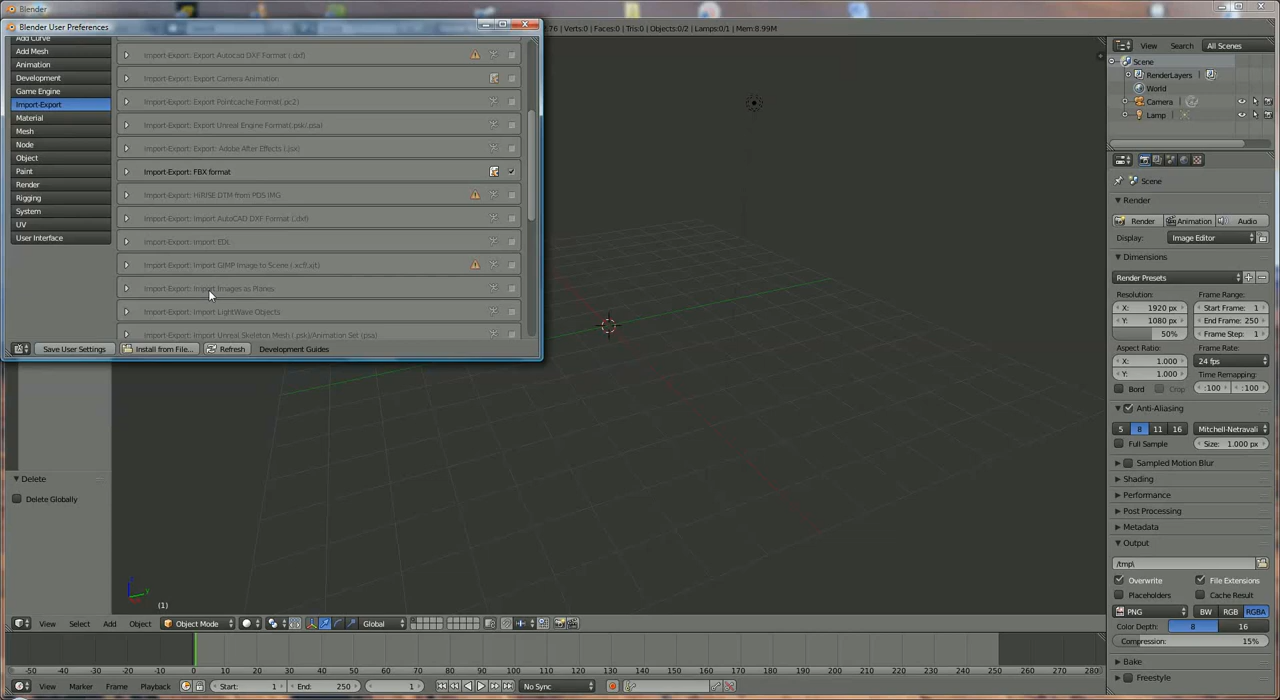 Blender
Blender User Preferences
.76 | Verts:0 | Faces:0 | Tris:0 | Objects:0/2 | Lamps:0/1 | Mem:8.99M
Add Curve
Add Mesh
Animation
Development
Game Engine
Import-Export
Material
Mesh
Node
Object
Paint
Render
Rigging
System
UV
User Interface
Import-Export: Export Autocad DXF Format (.dxf)
Import-Export: Export Camera Animation
Import-Export: Export Pointcache Format(.pc2)
Import-Export: Export Unreal Engine Format(.psk/.psa)
Import-Export: Export: Adobe After Effects (.jsx)
Import-Export: FBX format
Import-Export: HiRISE DTM from PDS IMG
Import-Export: Import AutoCAD DXF Format (.dxf)
Import-Export: Import EDL
Import-Export: Import GIMP Image to Scene (.xcf/.xjt)
Import-Export: Import Images as Planes
Import-Export: Import LightWave Objects
Import-Export: Import Unreal Skeleton Mesh (.psk)/Animation Set (psa)
Save User Settings
Install from File...
Refresh
Development Guides
Delete
Delete Globally
(1)
View Select Add Object Object Mode Global
-50 -40 -30 -20 -10 0 10 20 30 40 50 60 70 80 90 100 110 120 130 140 150 160 170 180 190 200 210 220 230 240 250 260 270 280
View Marker Frame Playback Start: 1 End: 250 1 No Sync
View Search All Scenes
Scene
RenderLayers
World
Camera
Lamp
Scene
Render
Render Animation Audio
Display: Image Editor
Dimensions
Render Presets
Resolution: Frame Range:
X: 1920 px Start Frame: 1
Y: 1080 px End Frame: 250
50% Frame Step: 1
Aspect Ratio: Frame Rate:
X: 1.000 24 fps
Y: 1.000 Time Remapping:
Bord Crop :100 :100
Anti-Aliasing
5 8 11 16 Mitchell-Netravali
Full Sample Size: 1.000 px
Sampled Motion Blur
Shading
Performance
Post Processing
Metadata
Output
/tmp\
Overwrite File Extensions
Placeholders Cache Result
PNG BW RGB RGBA
Color Depth: 8 16
Compression: 15%
Bake
Freestyle